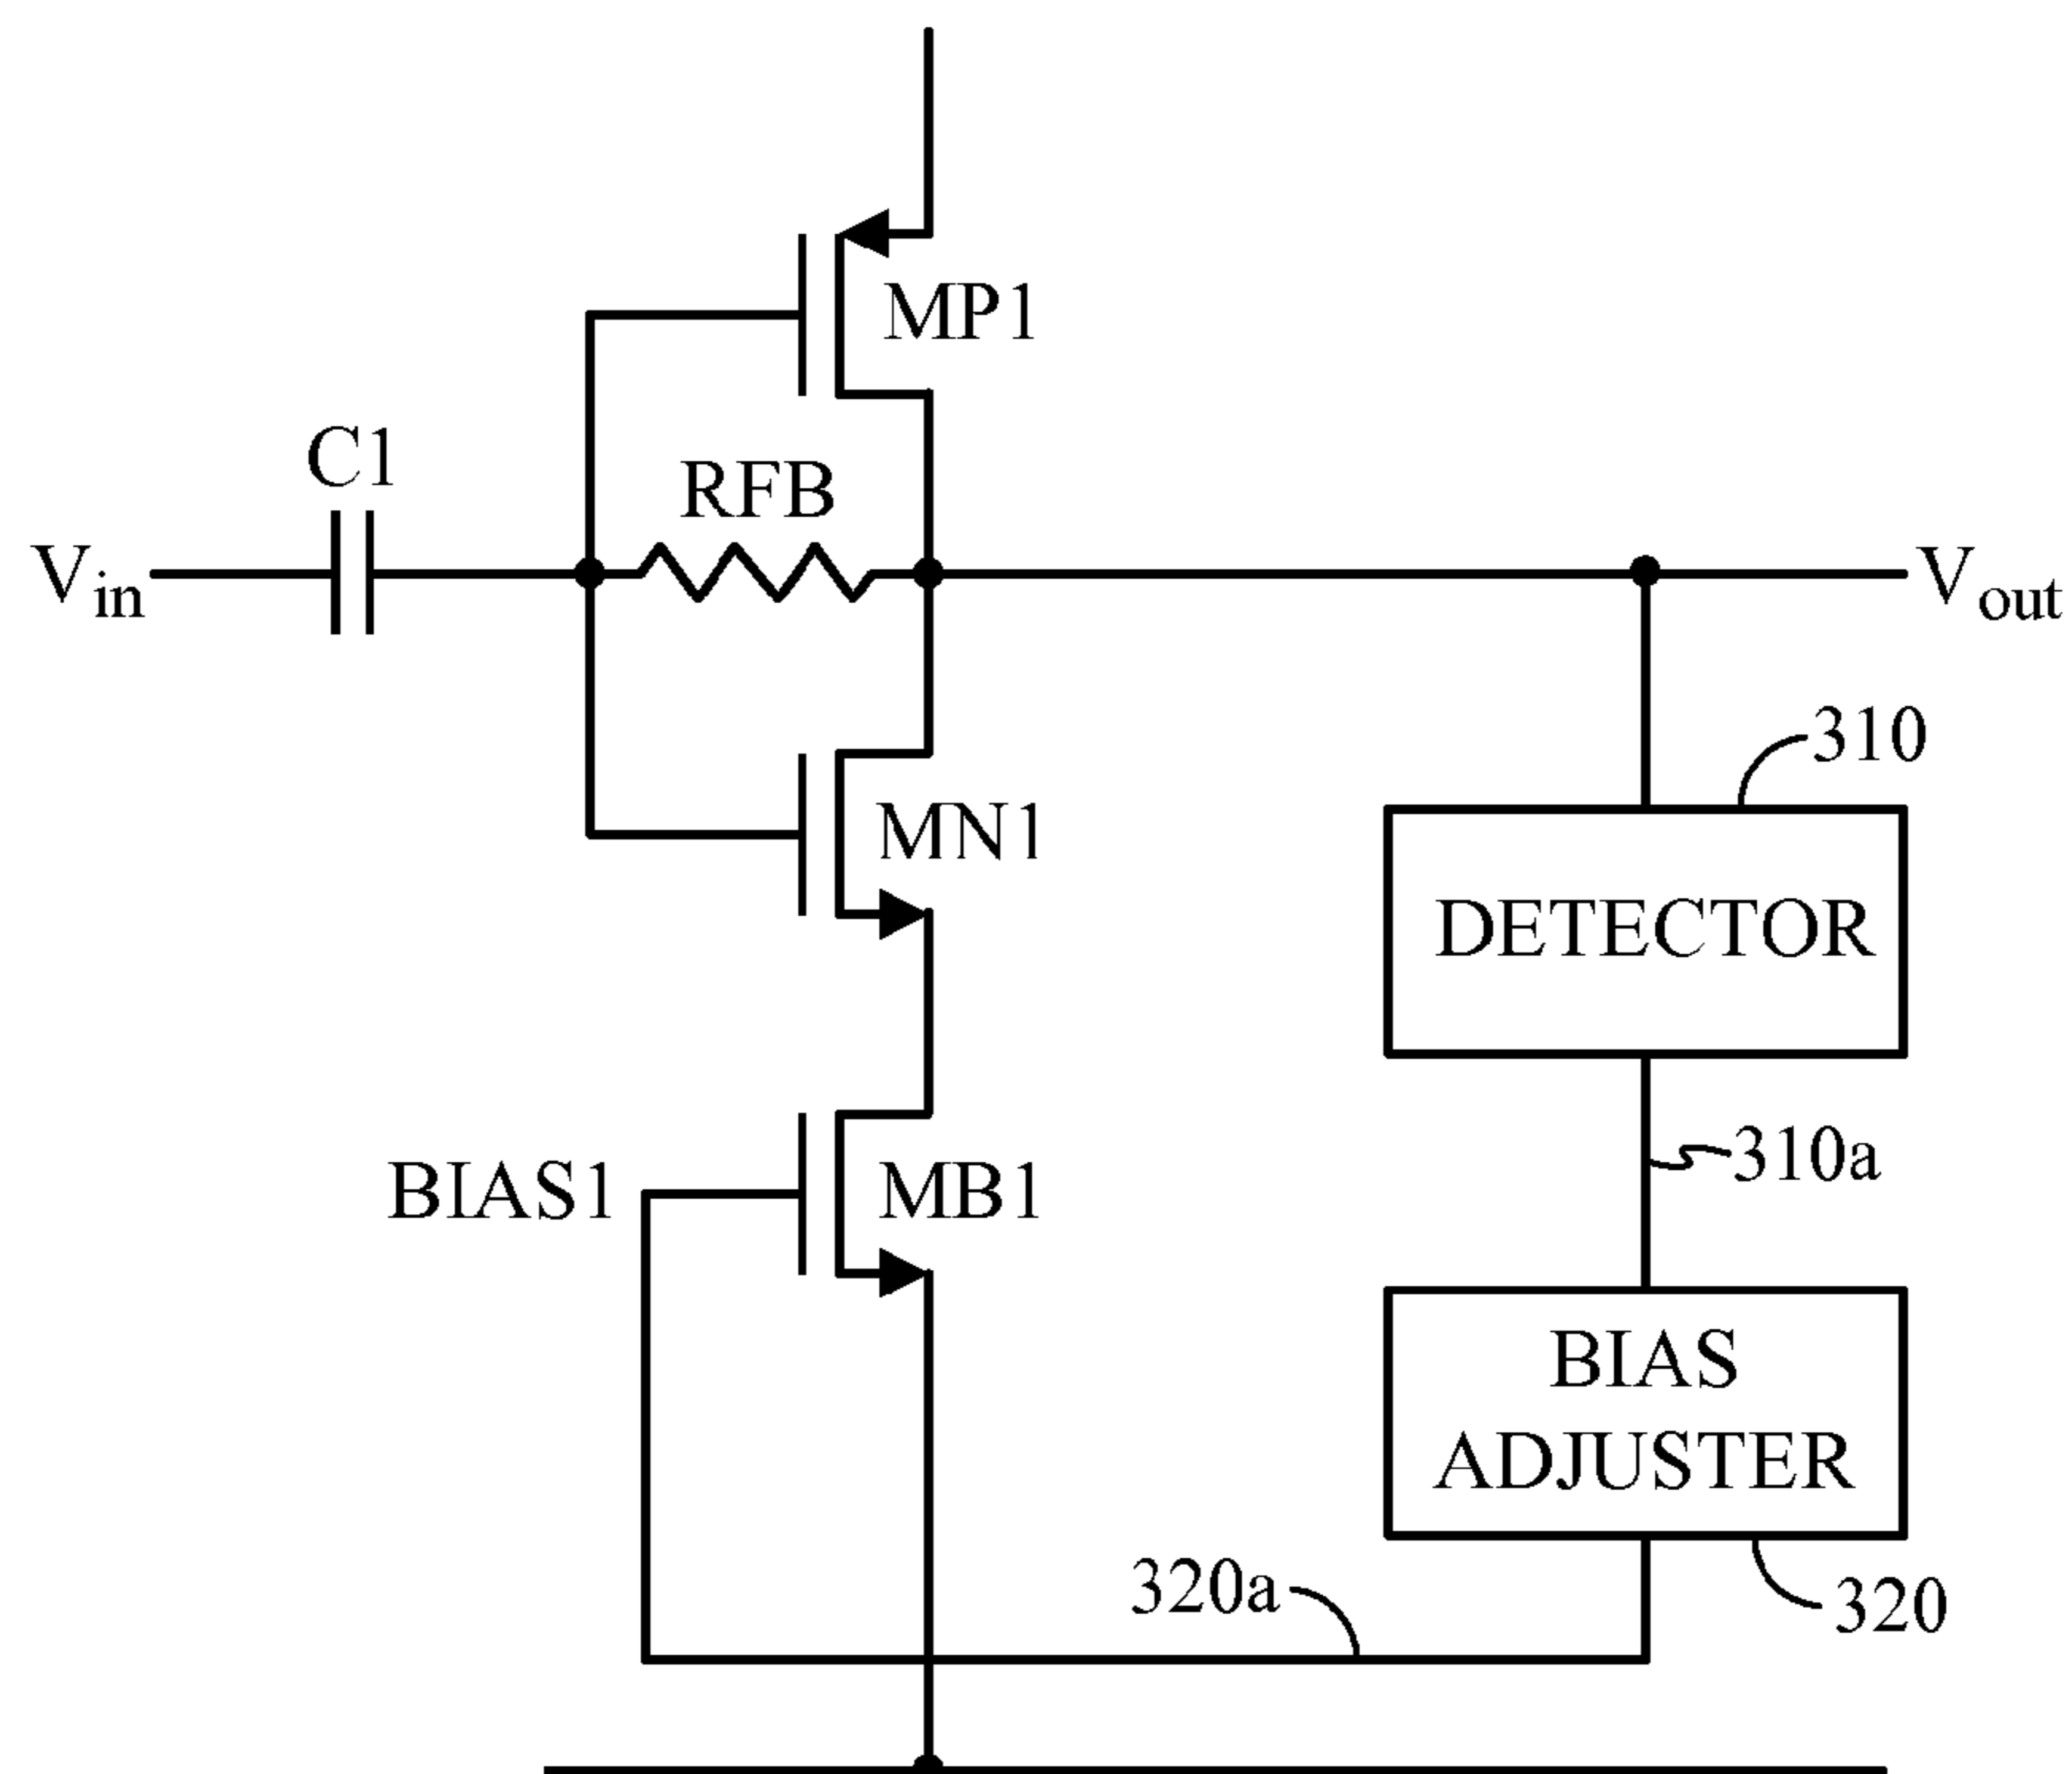 MP1
C1
RFB
Vin
Vout
310
MN1
DETECTOR
310a
BIAS1
MB1
BIAS
ADJUSTER
320a
320